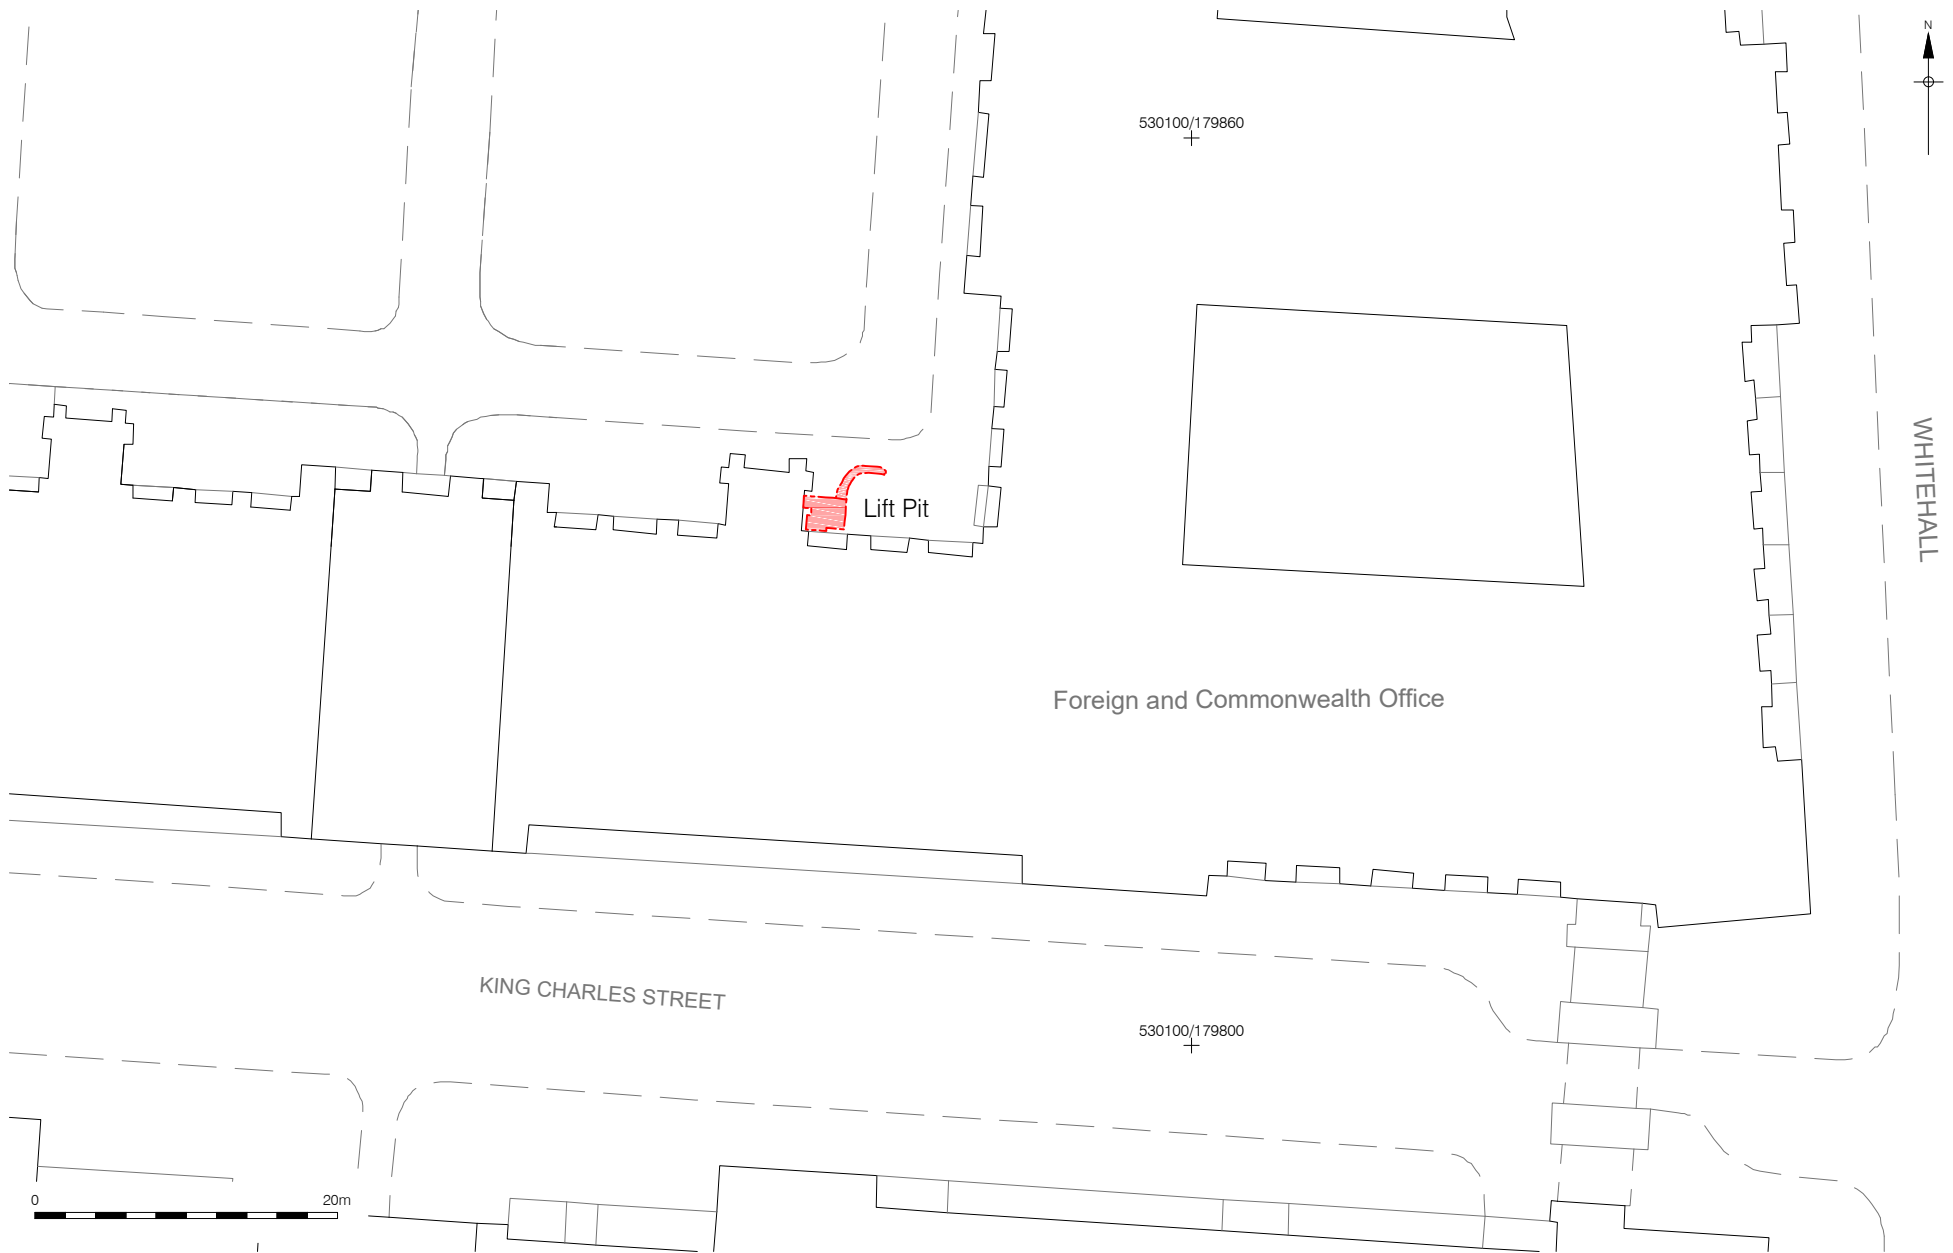 N
530100/179860
WHITEHALL
Lift Pit
Foreign and Commonwealth Office
KING CHARLES STREET
530100/179800
0 20m